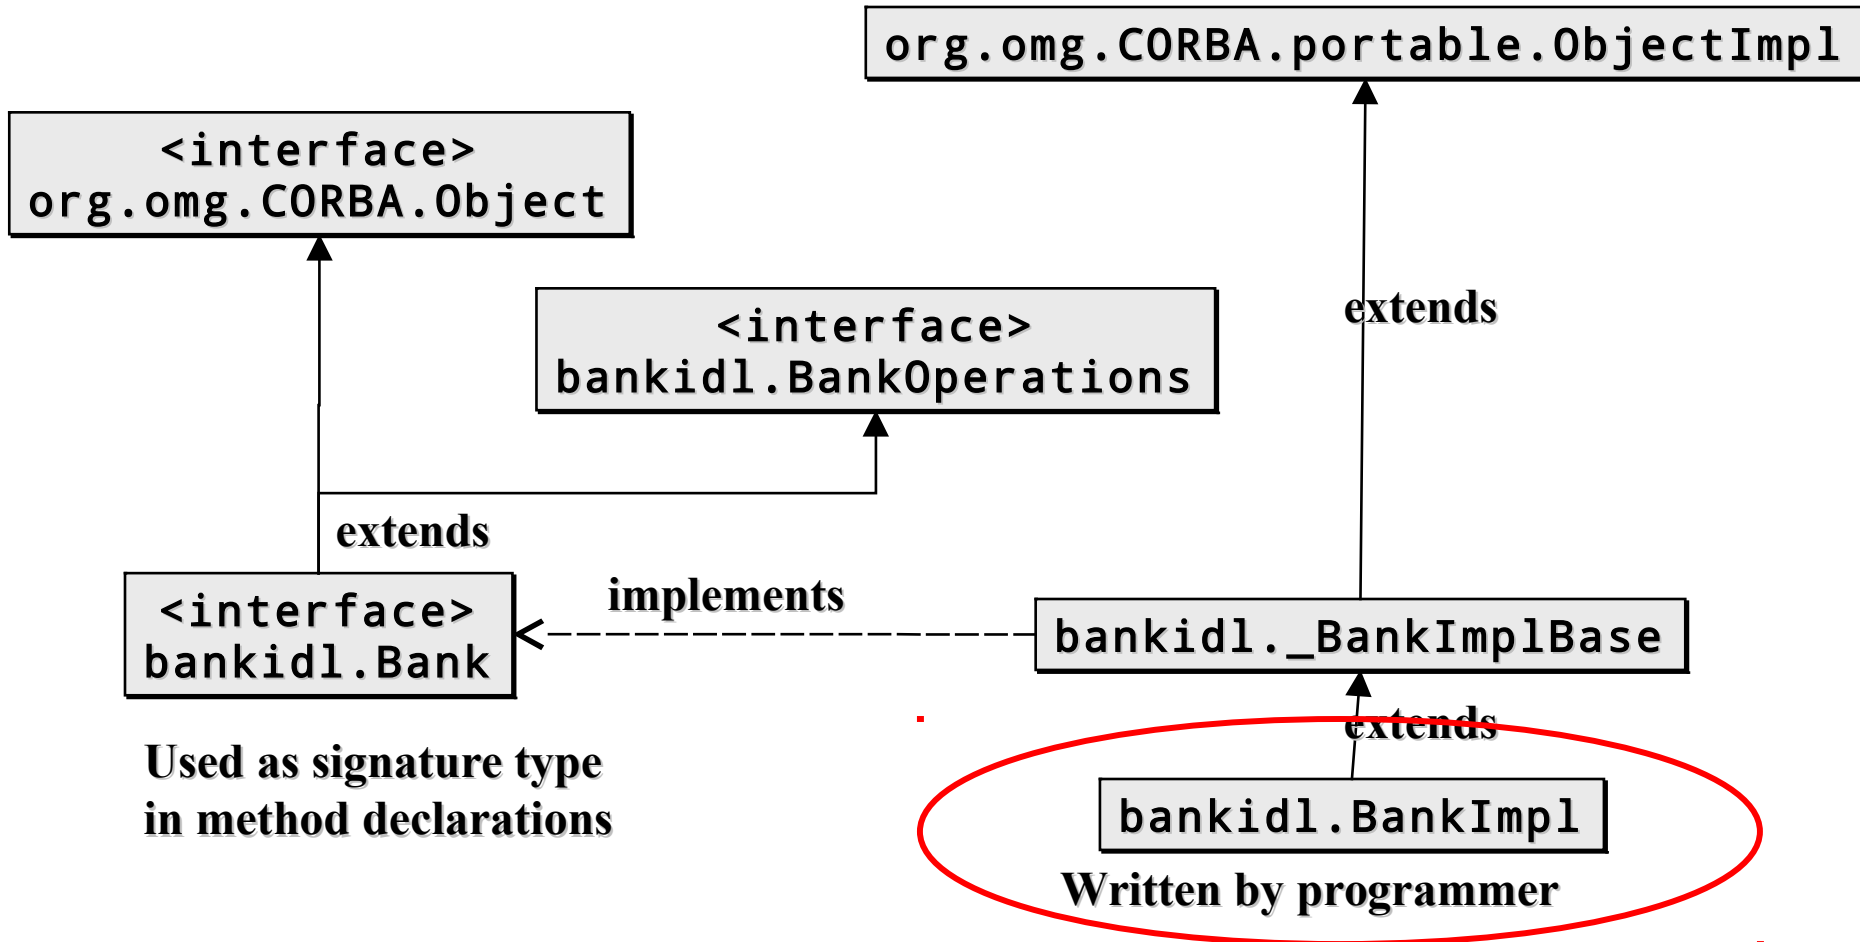 org.omg.CORBA.portable.ObjectImpl
<interface>
org.omg.CORBA.Object
<interface>
bankidl.BankOperations
extends
extends
<interface>
bankidl.Bank
implements
bankidl._BankImplBase
extends
Used as signature type
in method declarations
bankidl.BankImpl
Written by programmer